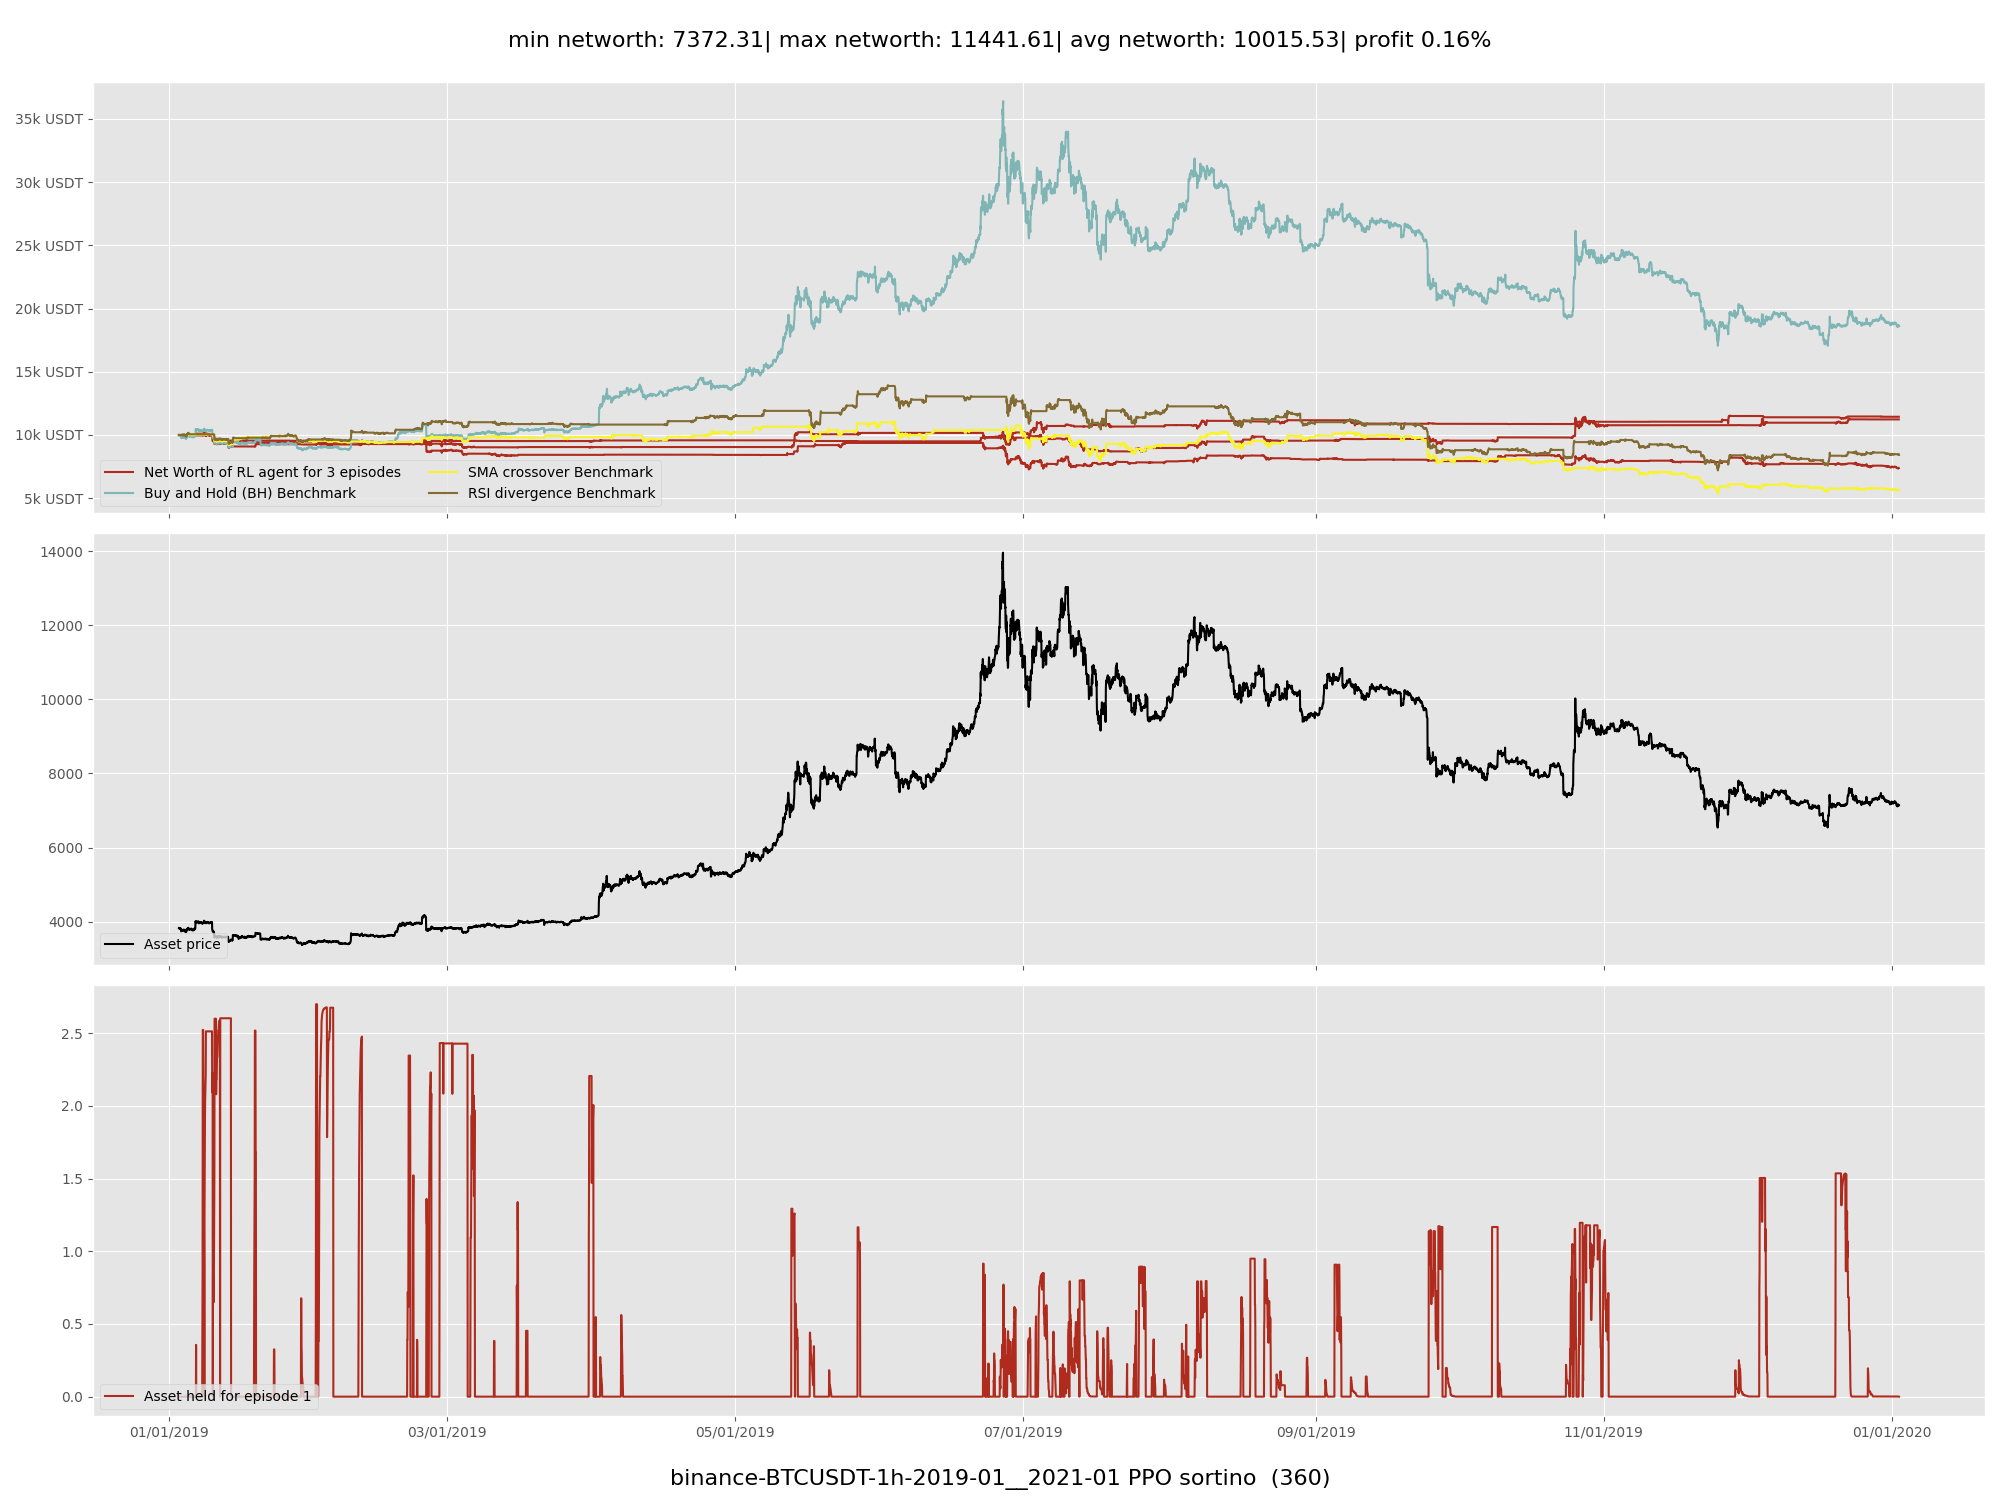 min networth: 7372.31| max networth: 11441.61| avg networth: 10015.53| profit 0.16%
35k USDT
30k USDT
25k USDT
20k USDT
15k USDT
10k USDT
5k USDT
Net Worth of RL agent for 3 episodes
Buy and Hold (BH) Benchmark
SMA crossover Benchmark
RSI divergence Benchmark
14000
12000
10000
8000
6000
4000
Asset price
2.5
2.0
1.5
1.0
0.5
0.0
Asset held for episode 1
01/01/2019
03/01/2019
05/01/2019
07/01/2019
09/01/2019
11/01/2019
01/01/2020
binance-BTCUSDT-1h-2019-01__2021-01 PPO sortino  (360)